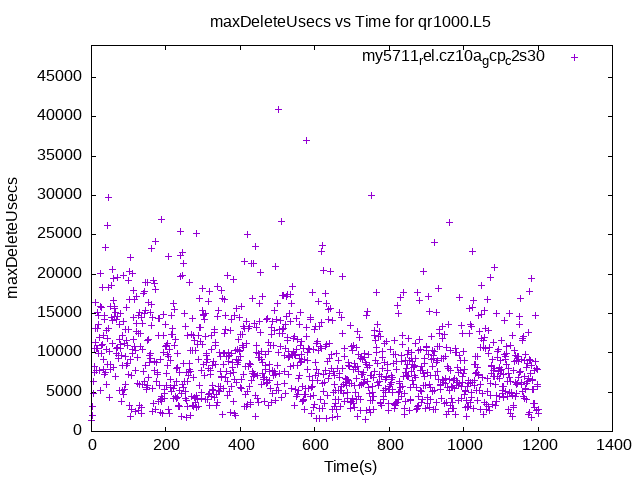 maxDeleteUsecs vs Time for qr1000.L5
my5711rel.cz10agcpc2s30
45000
40000
35000
30000
25000
20000
15000
10000
5000
0
maxDeleteUsecs
0 200 400 600 800 1000 1200 1400
Time(s)